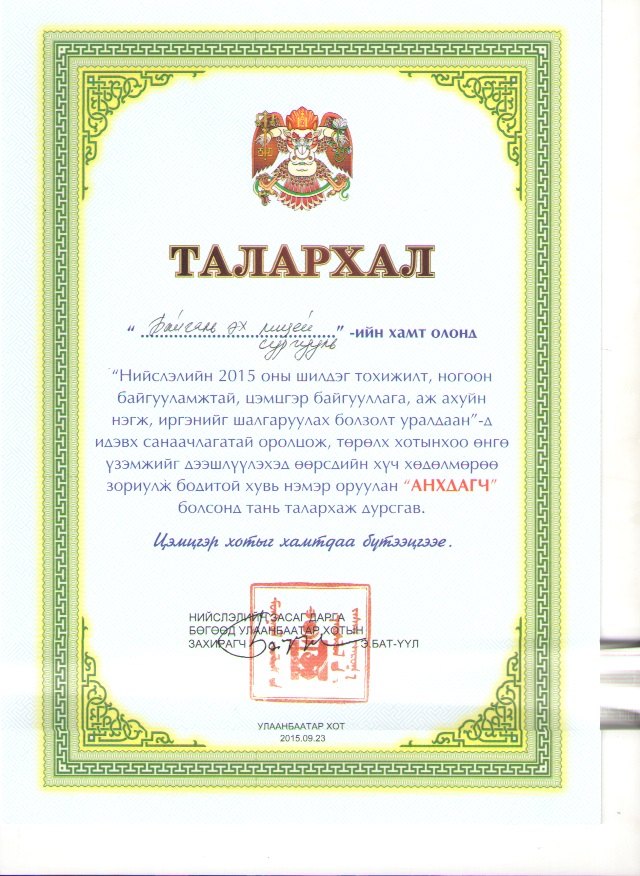 ТАЛАРХАЛ
“ Байгаль эх лицей ” -ийн хамт олонд
сургууль
“Нийслэлийн 2015 оны шилдэг тохижилт, ногоон
байгууламжтай, цэмцгэр байгууллага, аж ахуйн
нэгж, иргэнийг шалгаруулах болзолт уралдаан”-д
идэвх санаачлагатай оролцож, төрөлх хотынхоо өнгө
үзэмжийг дээшлүүлэхэд өөрсдийн хүч хөдөлмөрөө
зориулж бодитой хувь нэмэр оруулан “АНХДАГЧ”
болсонд тань талархаж дурсгав.
Цэмцгэр хотыг хамтдаа бүтээцгээе.
НИЙСЛЭЛИЙН ЗАСАГ ДАРГА
БӨГӨӨД УЛААНБААТАР ХОТЫН
ЗАХИРАГЧ Э.БАТ-ҮҮЛ
УЛААНБААТАР ХОТ
2015.09.23